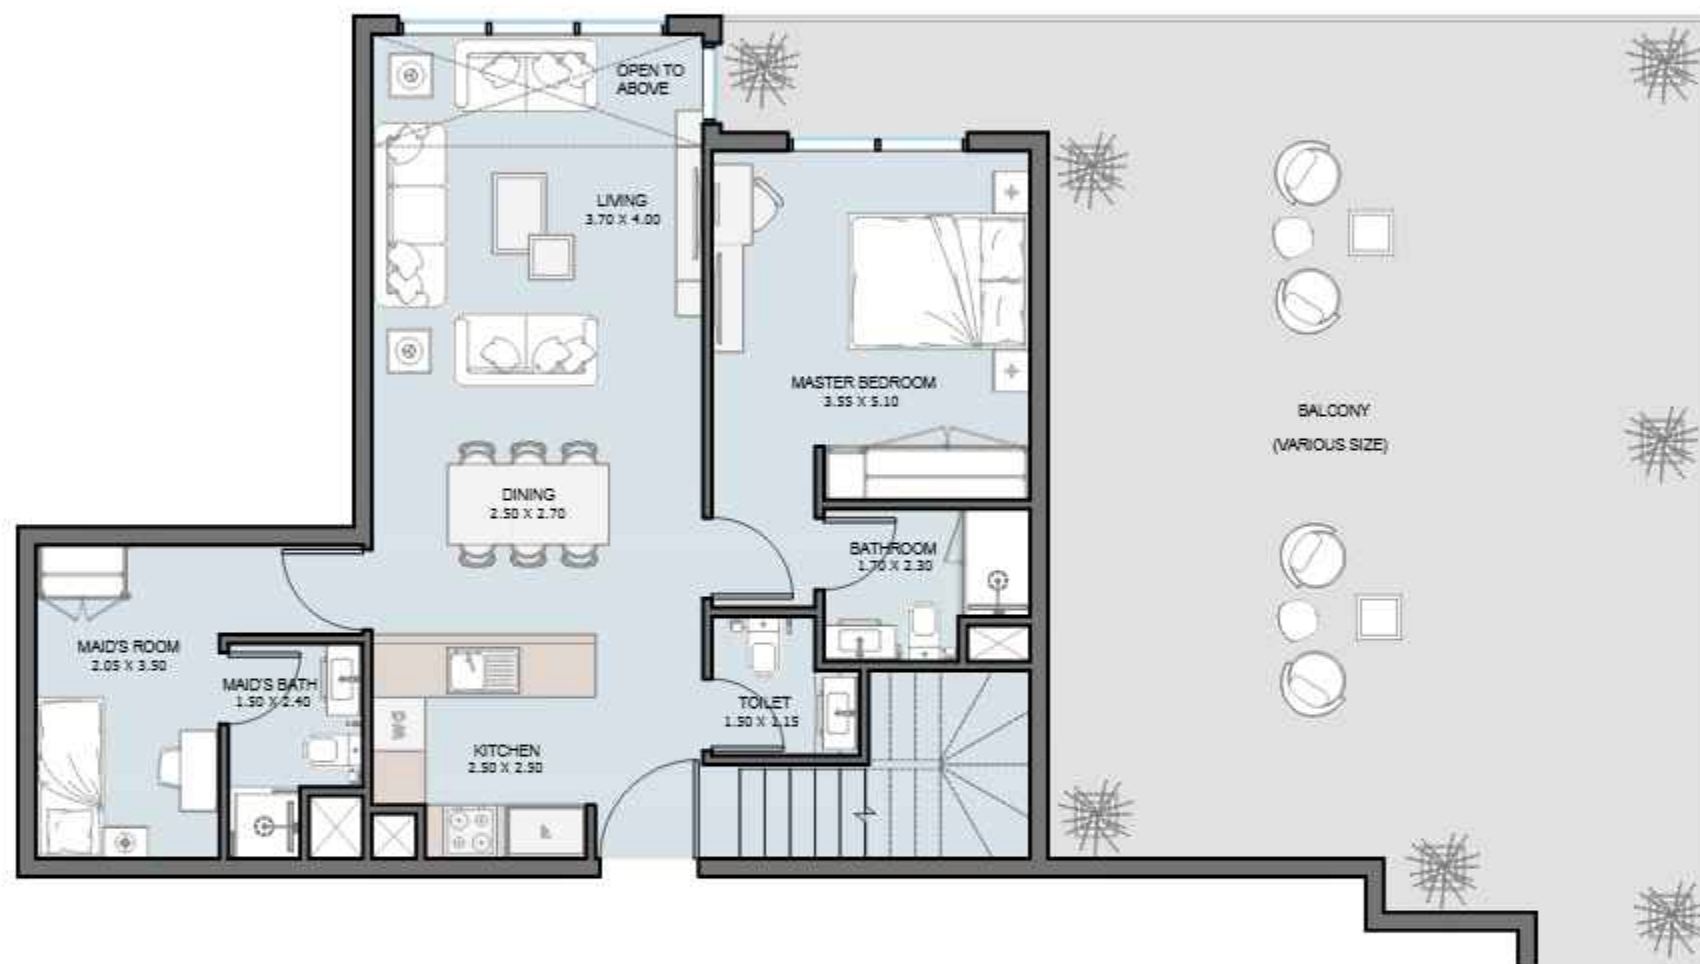 OPEN TO
ABOVE
LIVING
3.70 X 4.00
MASTER BEDROOM
3.55 X 5.10
BALCONY
(VARIOUS SIZE)
DINING
2.50 X 2.70
BATHROOM
1.70 X 2.30
MAID'S ROOM
2.05 X 3.50
MAID'S BATH
1.50 X 2.40
TOILET
1.50 X 1.15
KITCHEN
2.50 X 2.50